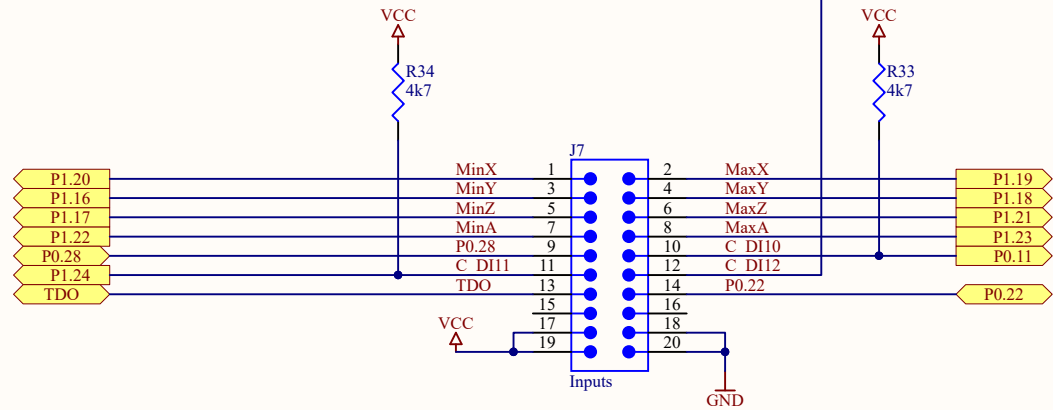 VCC
VCC
R34
4k7
R33
4k7
J7
P1.20 MinX 1 2 MaxX P1.19
P1.16 MinY 3 4 MaxY P1.18
P1.17 MinZ 5 6 MaxZ P1.21
P1.22 MinA 7 8 MaxA P1.23
P0.28 P0.28 9 10 C DI10 P0.11
P1.24 C DI11 11 12 C DI12
TDO TDO 13 14 P0.22 P0.22
15 16
VCC 17 18
19 20
Inputs
GND